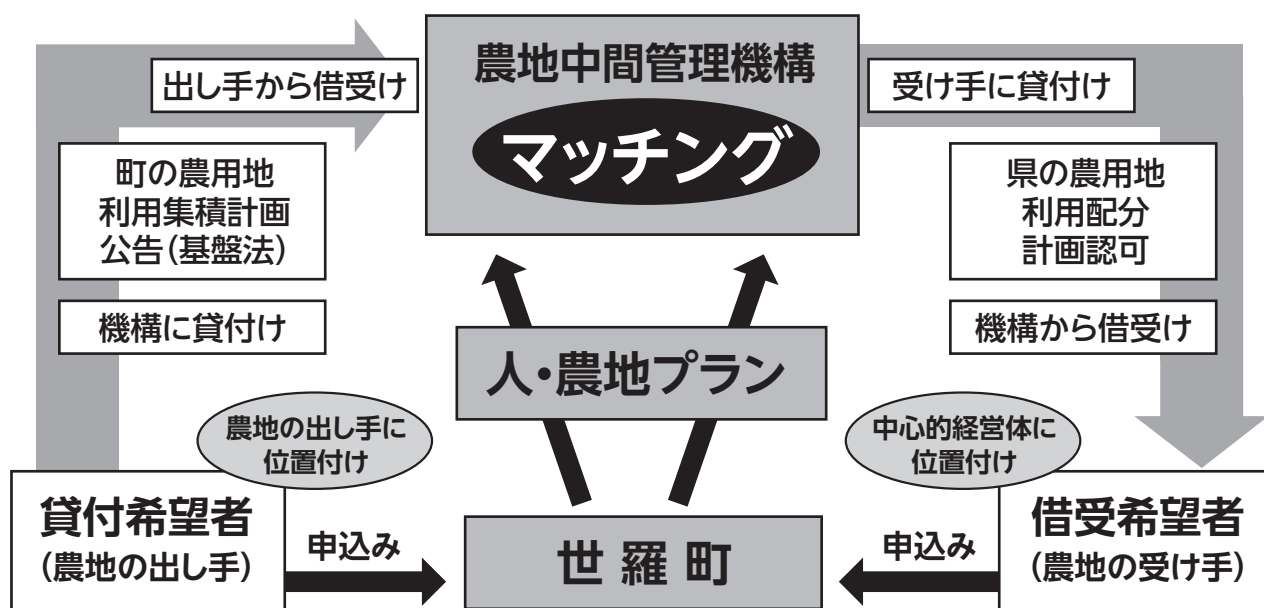 農地中間管理機構
マッチング
出し手から借受け
受け手に貸付け
町の農用地
利用集積計画
公告(基盤法)
県の農用地
利用配分
計画認可
機構に貸付け
機構から借受け
人・農地プラン
農地の出し手に
位置付け
中心的経営体に
位置付け
貸付希望者
(農地の出し手)
申込み
世羅町
申込み
借受希望者
(農地の受け手)